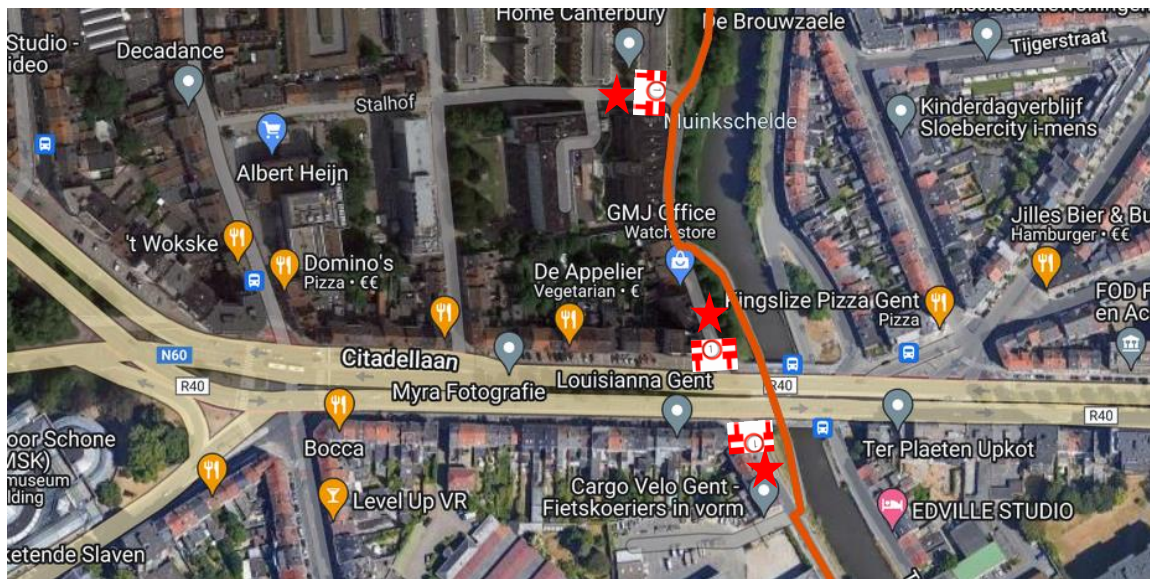 Home Canterbury
De Brouwzaele
Studio -
ideo
Decadance
Tijgerstraat
Stalhof
Kinderdagverblijf
Sloebercity i-mens
Muinkschelde
Albert Heijn
GMJ Office
Watch store
Jilles Bier & Bu
Hamburger • €€
't Wokske
Domino's
Pizza • €€
De Appelier
Vegetarian • €
Kingslize Pizza Gent
Pizza
FOD F
en Ac
N60
Citadellaan
R40
Myra Fotografie
Louisianna Gent
R40
R40
oor Schone
MSK)
museum
lding
Bocca
Ter Plaeten Upkot
Level Up VR
Cargo Velo Gent -
Fietskoeriers in vorm
EDVILLE STUDIO
ketende Slaven